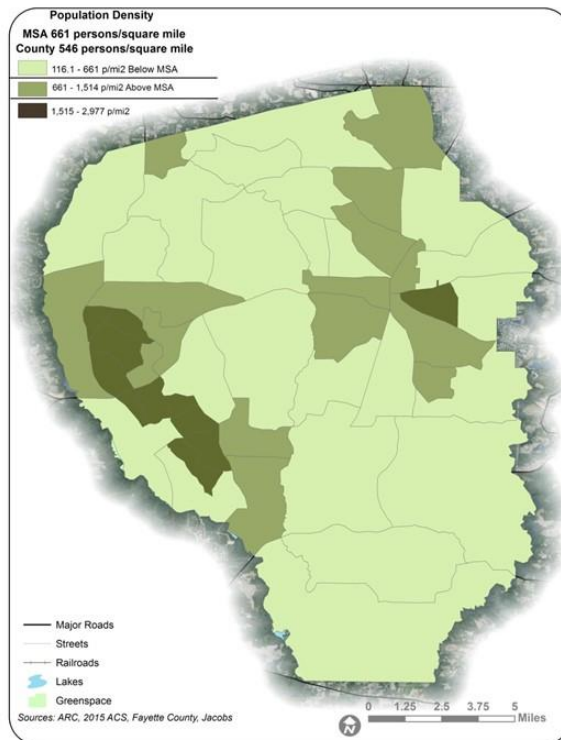 Population Density
MSA 661 persons/square mile
County 546 persons/square mile
116.1 - 661 p/mi2 Below MSA
661 - 1,514 p/mi2 Above MSA
1,515 - 2,977 p/mi2
Major Roads
Streets
Railroads
Lakes
Greenspace
Sources: ARC, 2015 ACS, Fayette County, Jacobs
N
0 1.25 2.5 3.75 5
Miles